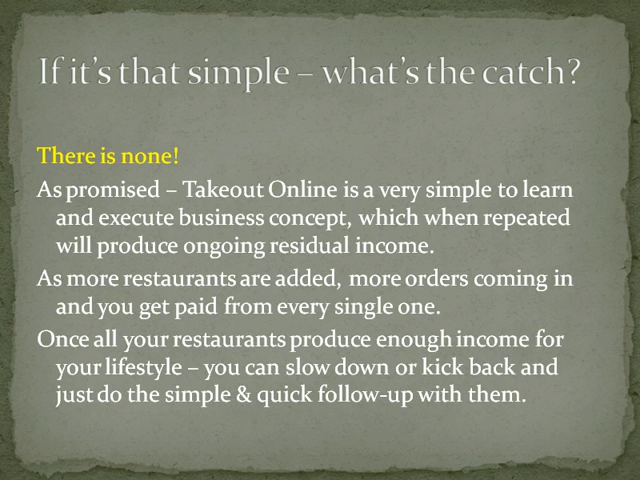 If it's that simple – what's the catch?
There is none!
As promised – Takeout Online is a very simple to learn
and execute business concept, which when repeated
will produce ongoing residual income.
As more restaurants are added, more orders coming in
and you get paid from every single one.
Once all your restaurants produce enough income for
your lifestyle – you can slow down or kick back and
just do the simple & quick follow-up with them.